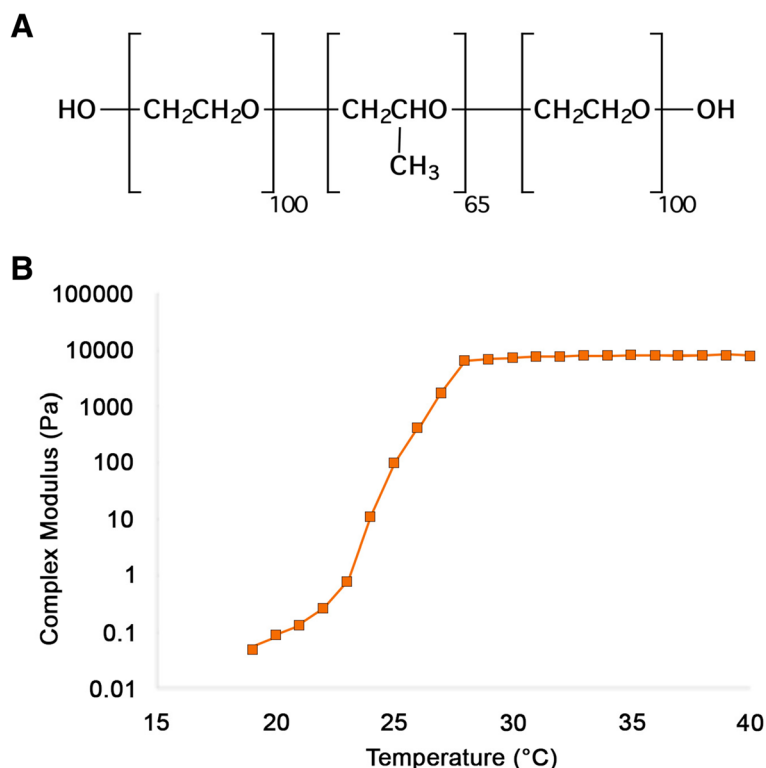 A
HO CH₂CH₂O CH₂CHO CH₂CH₂O OH
CH₃
100 65 100
B
100000
10000
1000
100
10
1
0.1
0.01
Complex Modulus (Pa)
15 20 25 30 35 40
Temperature (°C)